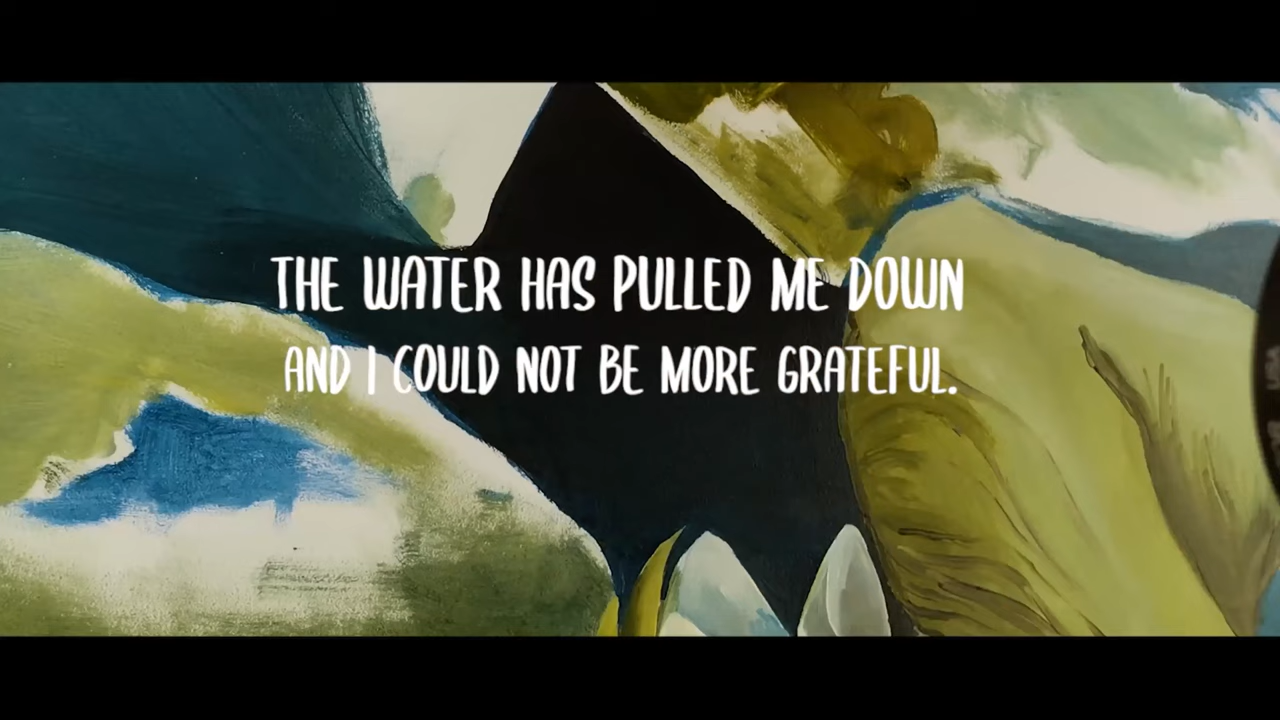 THE WATER HAS PULLED ME DOWN
AND I COULD NOT BE MORE GRATEFUL.